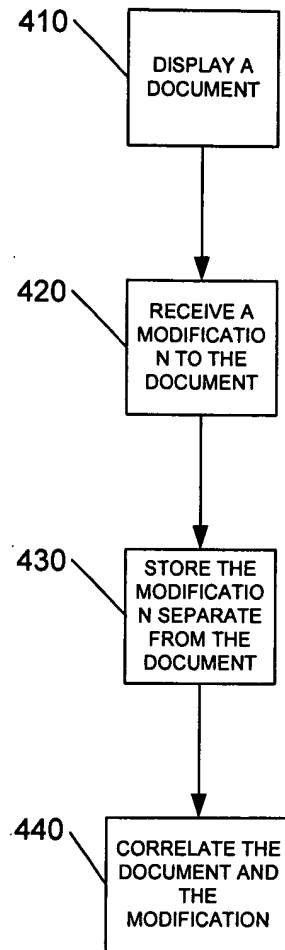 410
DISPLAY A
DOCUMENT
420
RECEIVE A
MODIFICATIO
N TO THE
DOCUMENT
430
STORE THE
MODIFICATIO
N SEPARATE
FROM THE
DOCUMENT
440
CORRELATE THE
DOCUMENT AND
THE
MODIFICATION